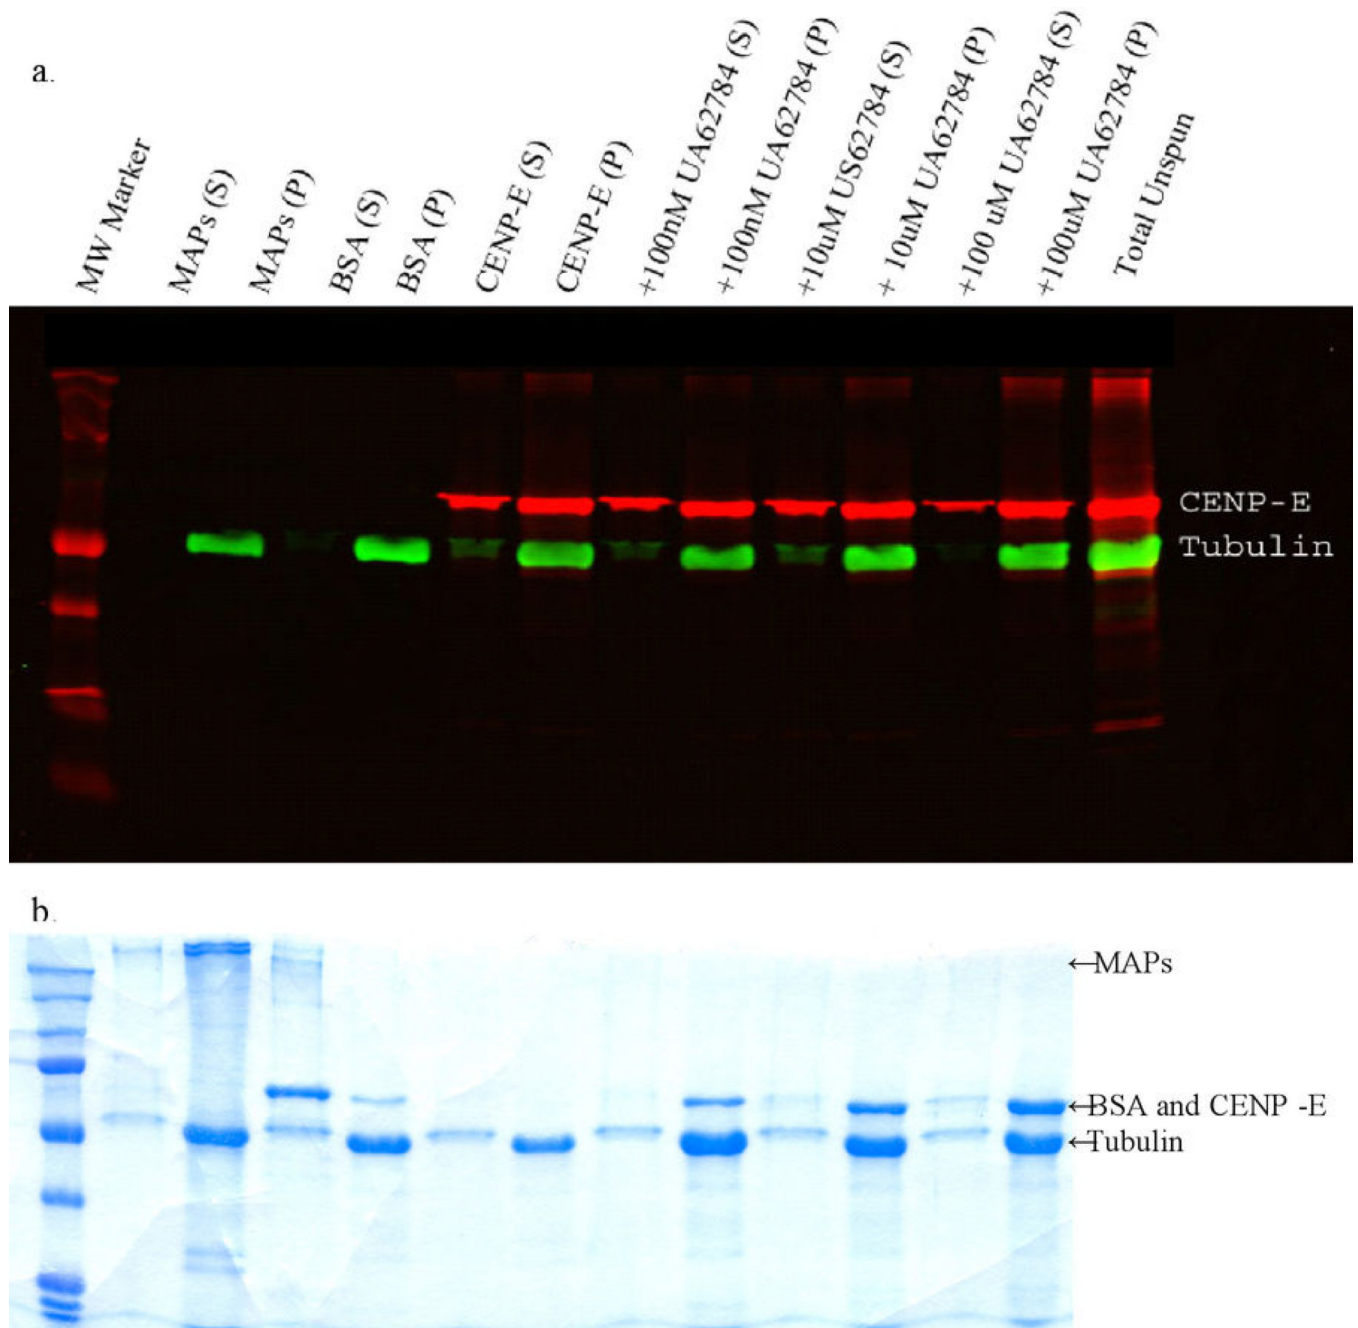 a.
MW Marker
MAPs (S)
MAPs (P)
BSA (S)
BSA (P)
CENP-E (S)
CENP-E (P)
+100nM UA62784 (S)
+100nM UA62784 (P)
+10uM US62784 (S)
+ 10uM UA62784 (P)
+100 uM UA62784 (S)
+100uM UA62784 (P)
Total Unspun
CENP-E
Tubulin
b.
←MAPs
←BSA and CENP -E
←Tubulin